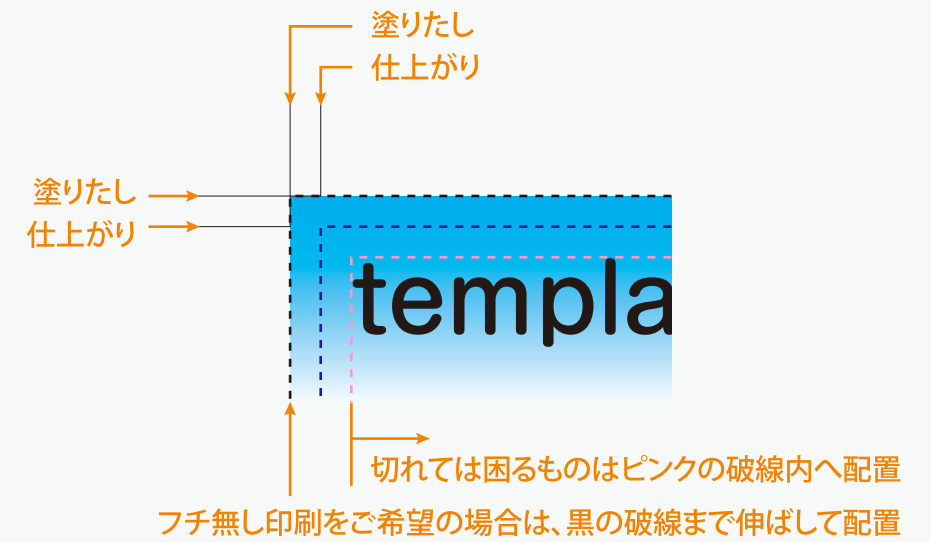 塗りたし
仕上がり
塗りたし
仕上がり
templa
切れては困るものはピンクの破線内へ配置
フチ無し印刷をご希望の場合は、黒の破線まで伸ばして配置